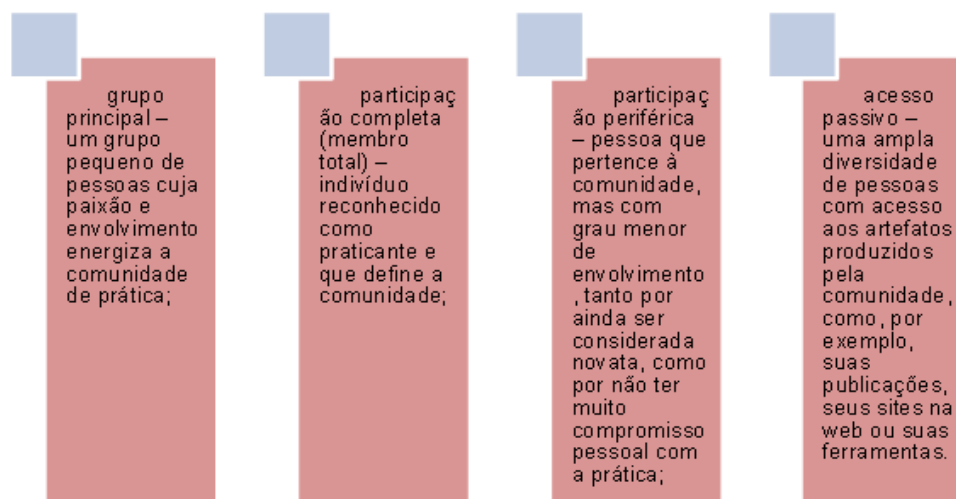 grupo
principal –
um grupo
pequeno de
pessoas cuja
paixão e
envolvimento
energiza a
comunidade
de prática;
participaç
ão completa
(membro
total) –
indivíduo
reconhecido
como
praticante e
que define a
comunidade;
participaç
ão periférica
– pessoa que
pertence à
comunidade,
mas com
grau menor
de
envolvimento
, tanto por
ainda ser
considerada
novata, como
por não ter
muito
compromisso
pessoal com
a prática;
acesso
passivo –
uma ampla
diversidade
de pessoas
com acesso
aos artefatos
produzidos
pela
comunidade,
como, por
exemplo,
suas
publicações,
seus sites na
web ou suas
ferramentas.